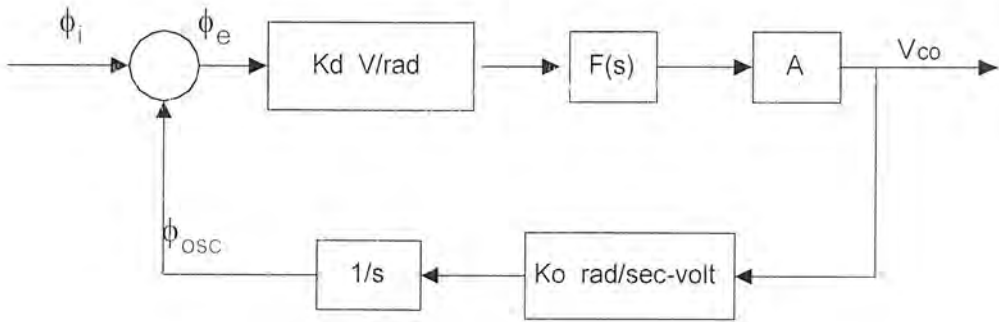 ϕi
ϕe
Kd V/rad
F(s)
A
Vco
ϕosc
1/s
Ko rad/sec-volt